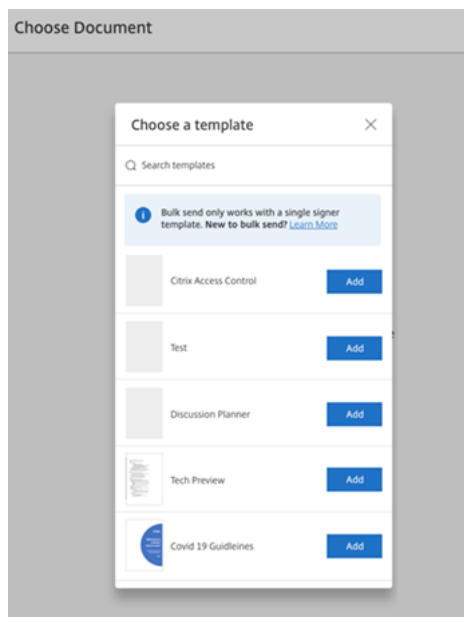 Choose Document
Choose a template
Search templates
Bulk send only works with a single signer
template. New to bulk send? Learn More
Citrix Access Control Add
Test Add
Discussion Planner Add
Tech Preview Add
Covid 19 Guidleines Add